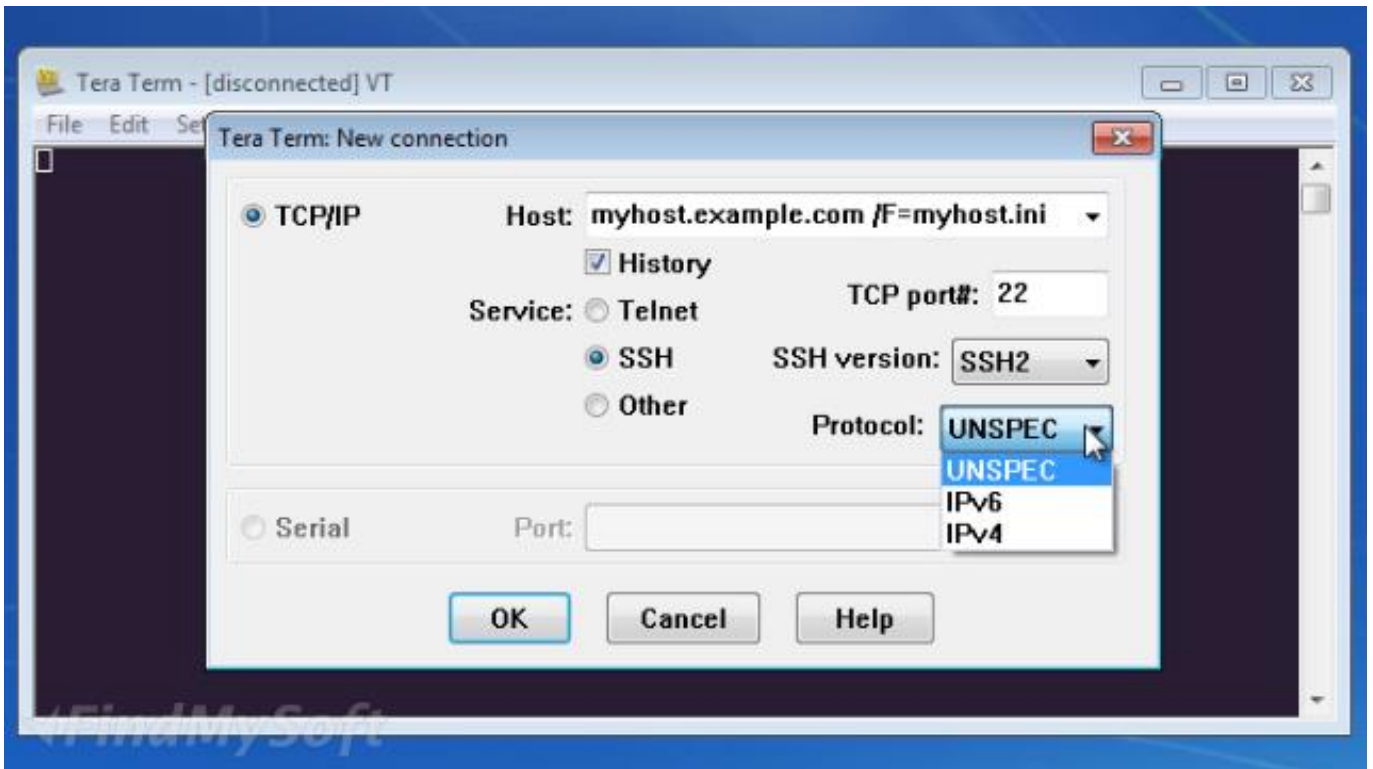 Tera Term - [disconnected] VT
File Edit Set
Tera Term: New connection
TCP/IP
Host: myhost.example.com /F=myhost.ini
History
TCP port#: 22
Service: Telnet
SSH
SSH version: SSH2
Other
Protocol: UNSPEC
UNSPEC
IPv6
IPv4
Serial
Port:
OK Cancel Help
FindMySoft